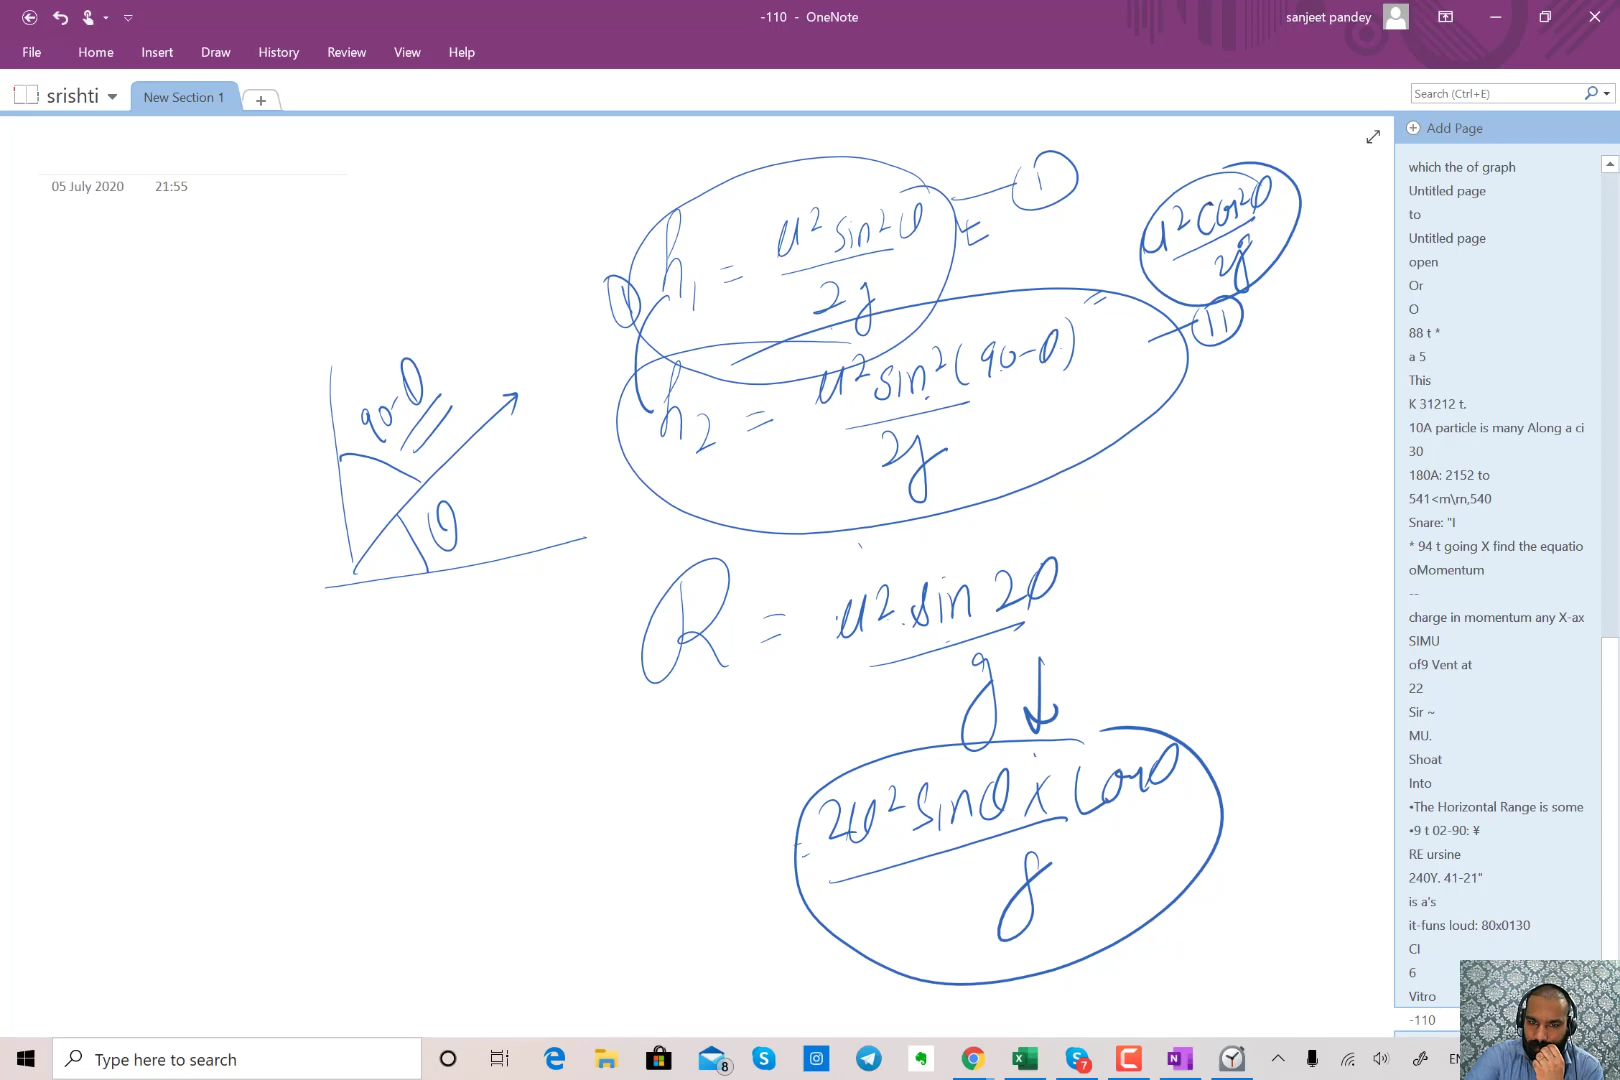 -110 - OneNote
sanjeet pandey
File Home Insert Draw History Review View Help
srishti
New Section 1
Search (Ctrl+E)
Add Page
05 July 2020 21:55
which the of graph
Untitled page
to
Untitled page
open
Or
O
88 t *
a 5
This
K 31212 t.
10A particle is many Along a ci
30
180A: 2152 to
541<m\rn,540
Snare: "I
* 94 t going X find the equatio
oMomentum
--
charge in momentum any X-ax
SIMU
of9 Vent at
22
Sir ~
MU.
Shoat
Into
•The Horizontal Range is some
•9 t 02-90: ¥
RE ursine
240Y. 41-21"
is a's
it-funs loud: 80x0130
CI
6
Vitro
-110
h₁ = u² sin²θ / 2g
I
u² cos²θ / 2g
h₂ = u² sin²(90-θ) / 2g =
II
90-θ
θ
R = u² sin 2θ / g
= 2u² sinθ x cosθ / g
Type here to search
8
7